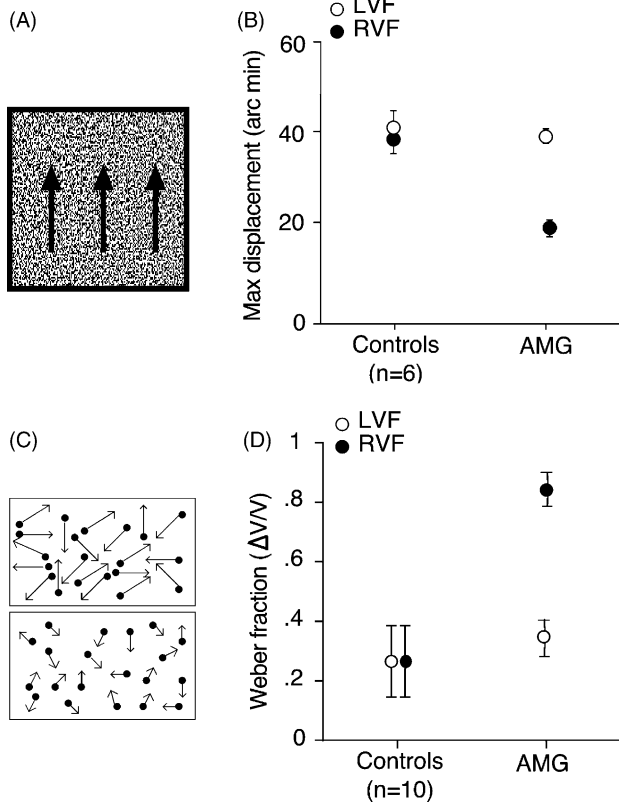 (A)
(B)
LVF
RVF
Max displacement (arc min)
60
40
20
0
Controls
(n=6)
AMG
(C)
(D)
LVF
RVF
Weber fraction (ΔV/V)
1
.8
.6
.4
.2
0
Controls
(n=10)
AMG